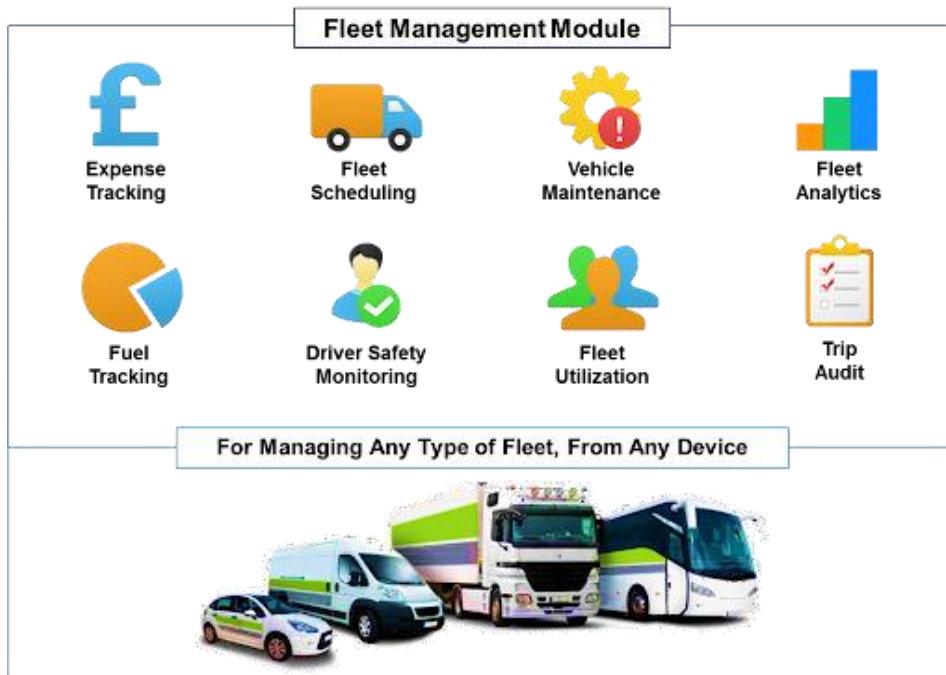 Fleet Management Module
£
Expense
Tracking
Fleet
Scheduling
!
Vehicle
Maintenance
Fleet
Analytics
Fuel
Tracking
Driver Safety
Monitoring
Fleet
Utilization
Trip
Audit
For Managing Any Type of Fleet, From Any Device